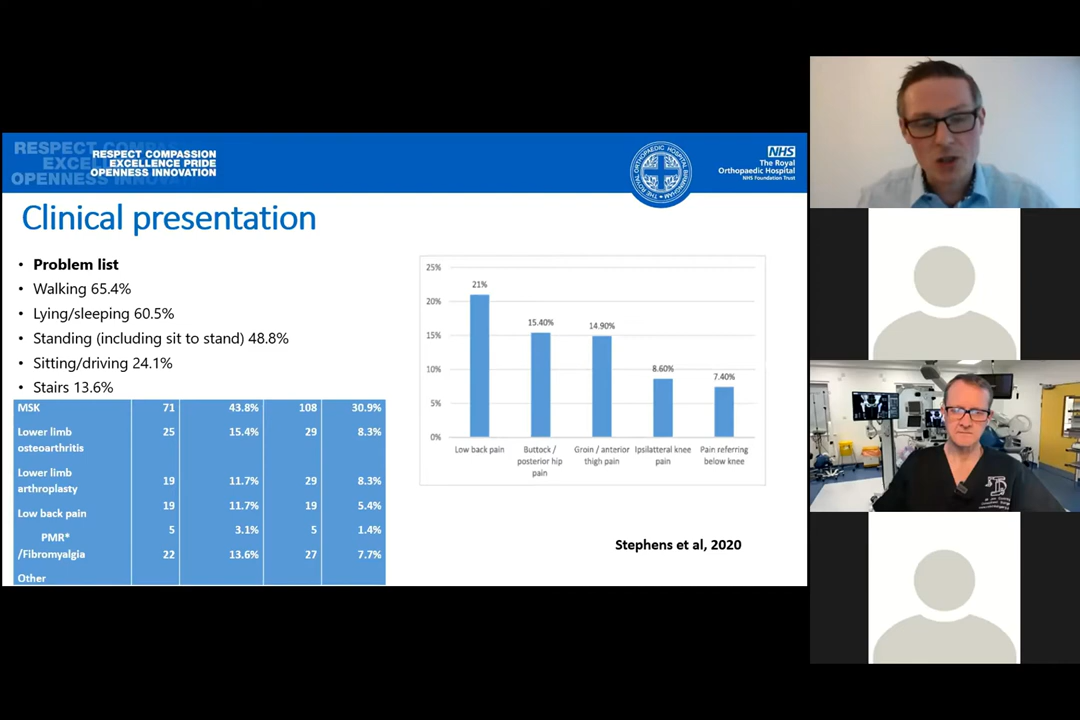 RESPECT COMPASSION
EXCELLENCE PRIDE
OPENNESS INNOVATION
NHS
The Royal
Orthopaedic Hospital
NHS Foundation Trust
THE ROYAL ORTHOPAEDIC HOSPITAL BIRMINGHAM
Clinical presentation
• Problem list
• Walking 65.4%
• Lying/sleeping 60.5%
• Standing (including sit to stand) 48.8%
• Sitting/driving 24.1%
• Stairs 13.6%
MSK 71 43.8% 108 30.9%
Lower limb 25 15.4% 29 8.3%
osteoarthritis
Lower limb
arthroplasty 19 11.7% 29 8.3%
Low back pain 19 11.7% 19 5.4%
PMR* 5 3.1% 5 1.4%
/Fibromyalgia 22 13.6% 27 7.7%
Other
25%
20%
15%
10%
5%
0%
21%
15.40%
14.90%
8.60%
7.40%
Low back pain
Buttock /
posterior hip
pain
Groin / anterior
thigh pain
Ipsilateral knee
pain
Pain referring
below knee
Stephens et al, 2020